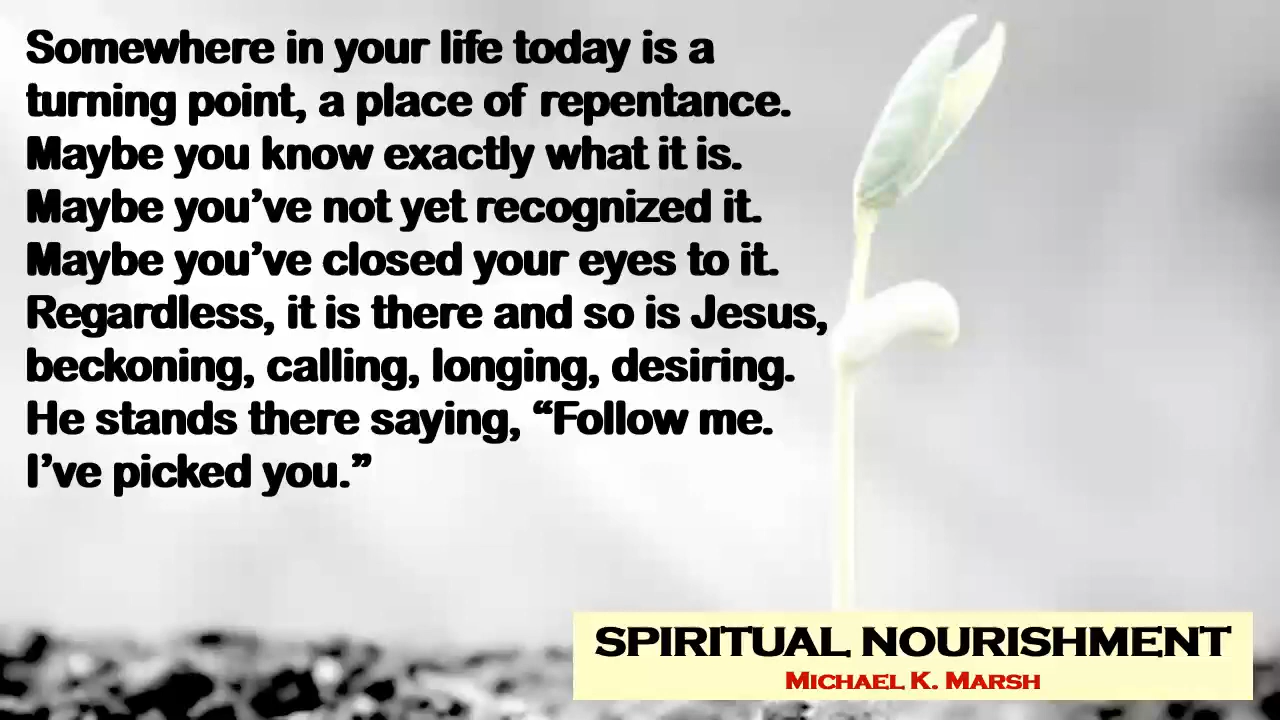 Somewhere in your life today is a
turning point, a place of repentance.
Maybe you know exactly what it is.
Maybe you’ve not yet recognized it.
Maybe you’ve closed your eyes to it.
Regardless, it is there and so is Jesus,
beckoning, calling, longing, desiring.
He stands there saying, “Follow me.
I’ve picked you.”
SPIRITUAL NOURISHMENT
Michael K. Marsh